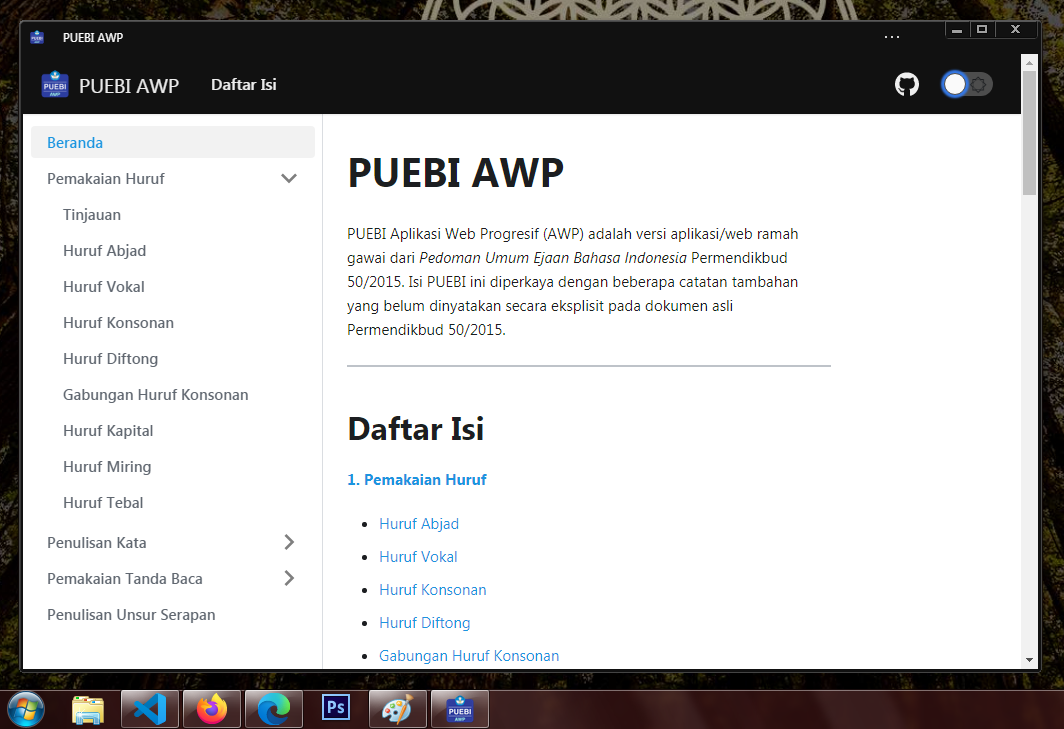 PUEBI AWP
PUEBI
AWP
PUEBI AWP
Daftar Isi
Beranda
Pemakaian Huruf
Tinjauan
Huruf Abjad
Huruf Vokal
Huruf Konsonan
Huruf Diftong
Gabungan Huruf Konsonan
Huruf Kapital
Huruf Miring
Huruf Tebal
Penulisan Kata
Pemakaian Tanda Baca
Penulisan Unsur Serapan
PUEBI AWP
PUEBI Aplikasi Web Progresif (AWP) adalah versi aplikasi/web ramah
gawai dari Pedoman Umum Ejaan Bahasa Indonesia Permendikbud
50/2015. Isi PUEBI ini diperkaya dengan beberapa catatan tambahan
yang belum dinyatakan secara eksplisit pada dokumen asli
Permendikbud 50/2015.
Daftar Isi
1. Pemakaian Huruf
Huruf Abjad
Huruf Vokal
Huruf Konsonan
Huruf Diftong
Gabungan Huruf Konsonan
Ps
PUEBI
AWP